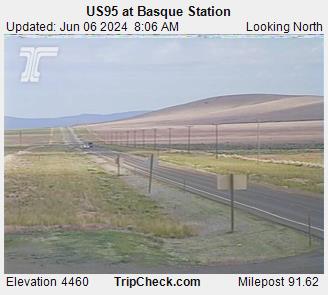 US95 at Basque Station
Updated: Jun 06 2024 8:06 AM Looking North
Elevation 4460 TripCheck.com Milepost 91.62